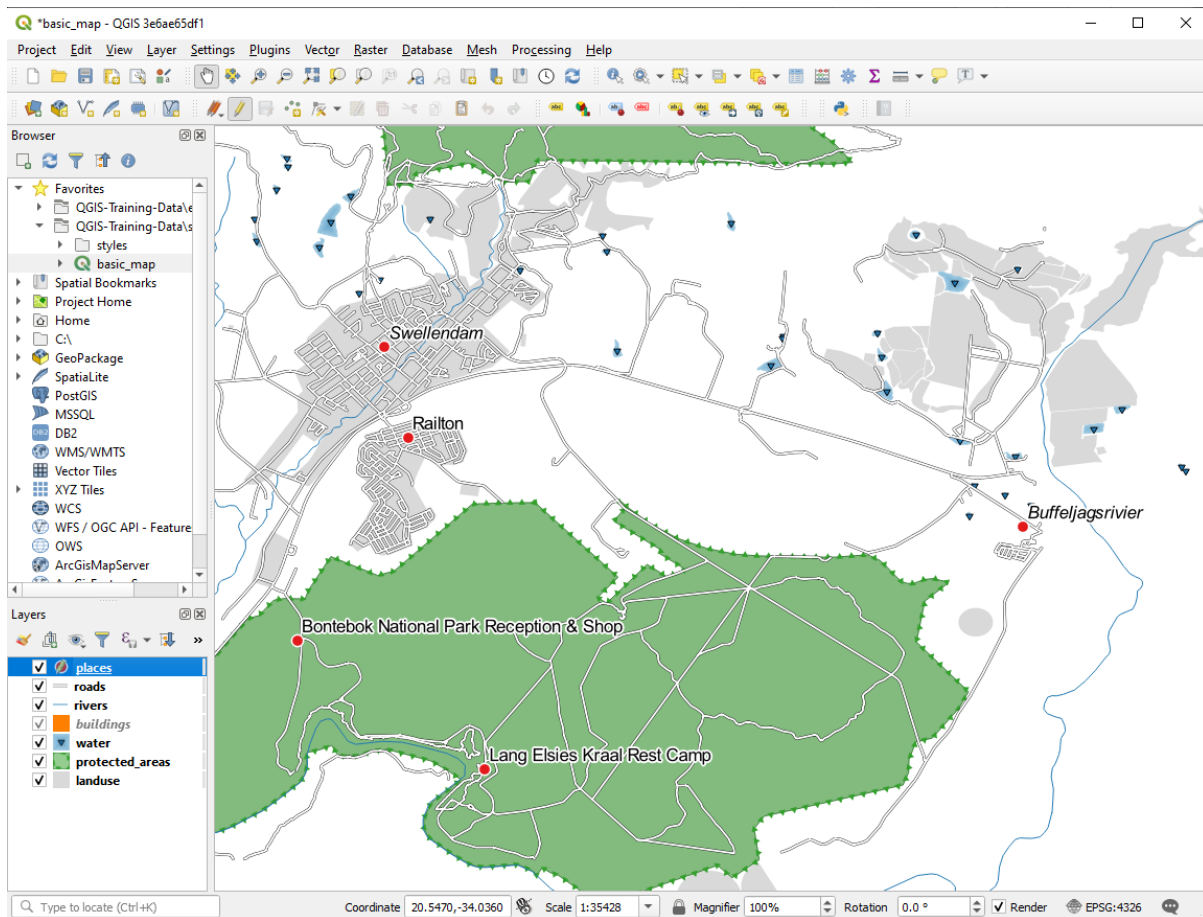 *basic_map - QGIS 3e6ae65df1
Project Edit View Layer Settings Plugins Vector Raster Database Mesh Processing Help
Browser
Favorites
QGIS-Training-Data\e
QGIS-Training-Data\s
styles
basic_map
Spatial Bookmarks
Project Home
Home
C:\
GeoPackage
SpatiaLite
PostGIS
MSSQL
DB2
WMS/WMTS
Vector Tiles
XYZ Tiles
WCS
WFS / OGC API - Feature
OWS
ArcGisMapServer
Layers
places
roads
rivers
buildings
water
protected_areas
landuse
Swellendam
Railton
Buffeljagsrivier
Bontebok National Park Reception & Shop
Lang Elsies Kraal Rest Camp
Type to locate (Ctrl+K) Coordinate 20.5470,-34.0360 Scale 1:35428 Magnifier 100% Rotation 0.0 ° Render EPSG:4326